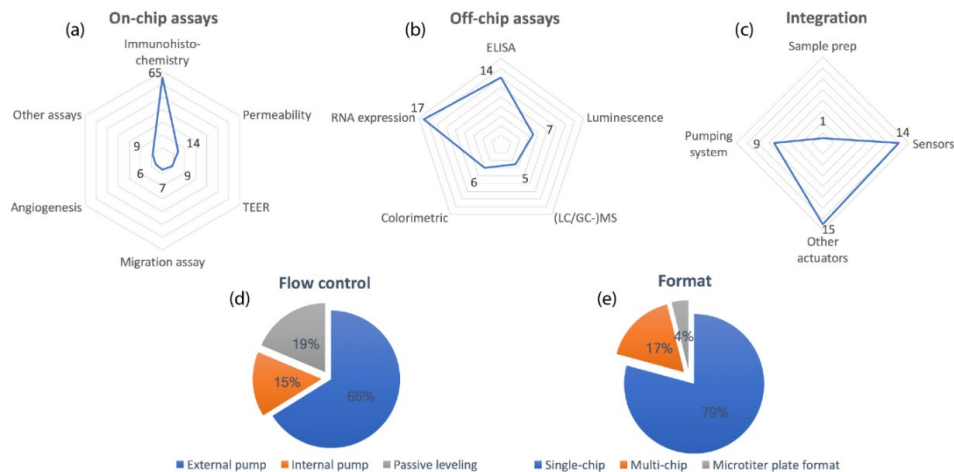 On-chip assays
(a)
Immunohisto-
chemistry
65
Other assays
Permeability
9
14
6
9
7
Angiogenesis
TEER
Migration assay
Off-chip assays
(b)
ELISA
14
17
RNA expression
Luminescence
7
6
5
Colorimetric
(LC/GC-)MS
Integration
(c)
Sample prep
1
Pumping
system
9
14
Sensors
15
Other
actuators
Flow control
(d)
19%
15%
66%
External pump
Internal pump
Passive leveling
Format
(e)
4%
17%
79%
Single-chip
Multi-chip
Microtiter plate format